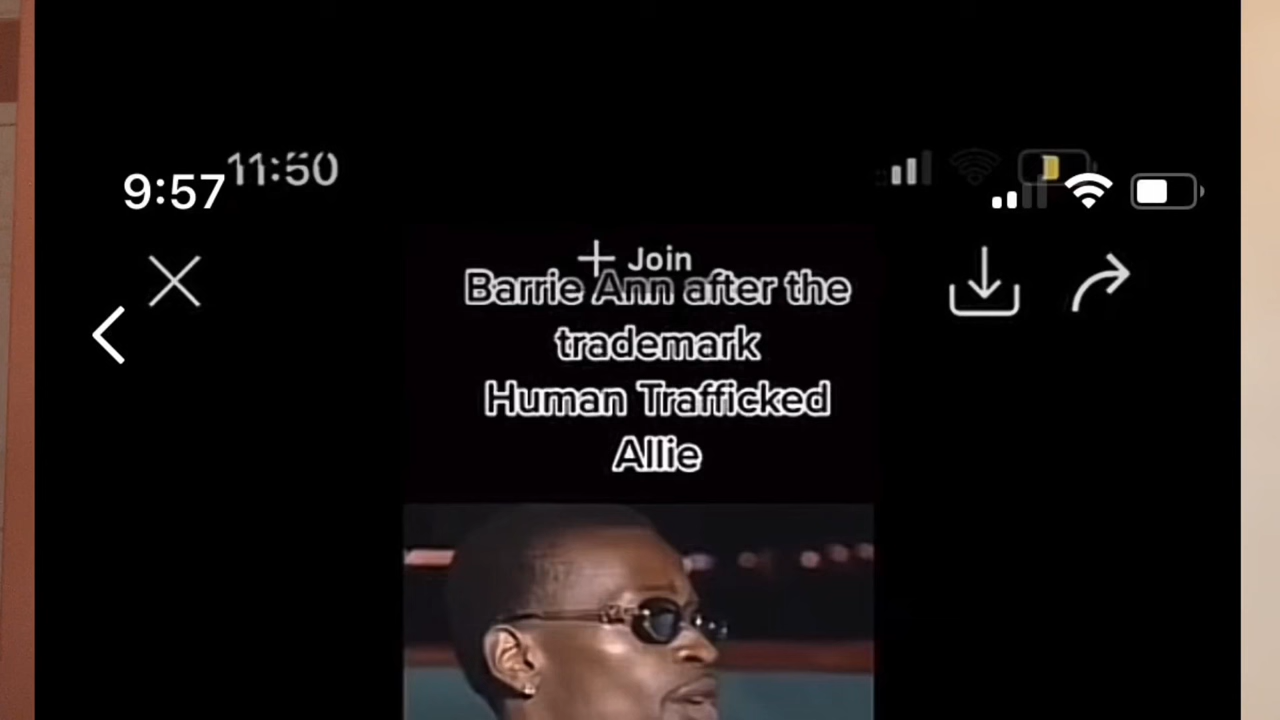 11:50
9:57
Join
Barrie Ann after the
trademark
Human Trafficked
Allie